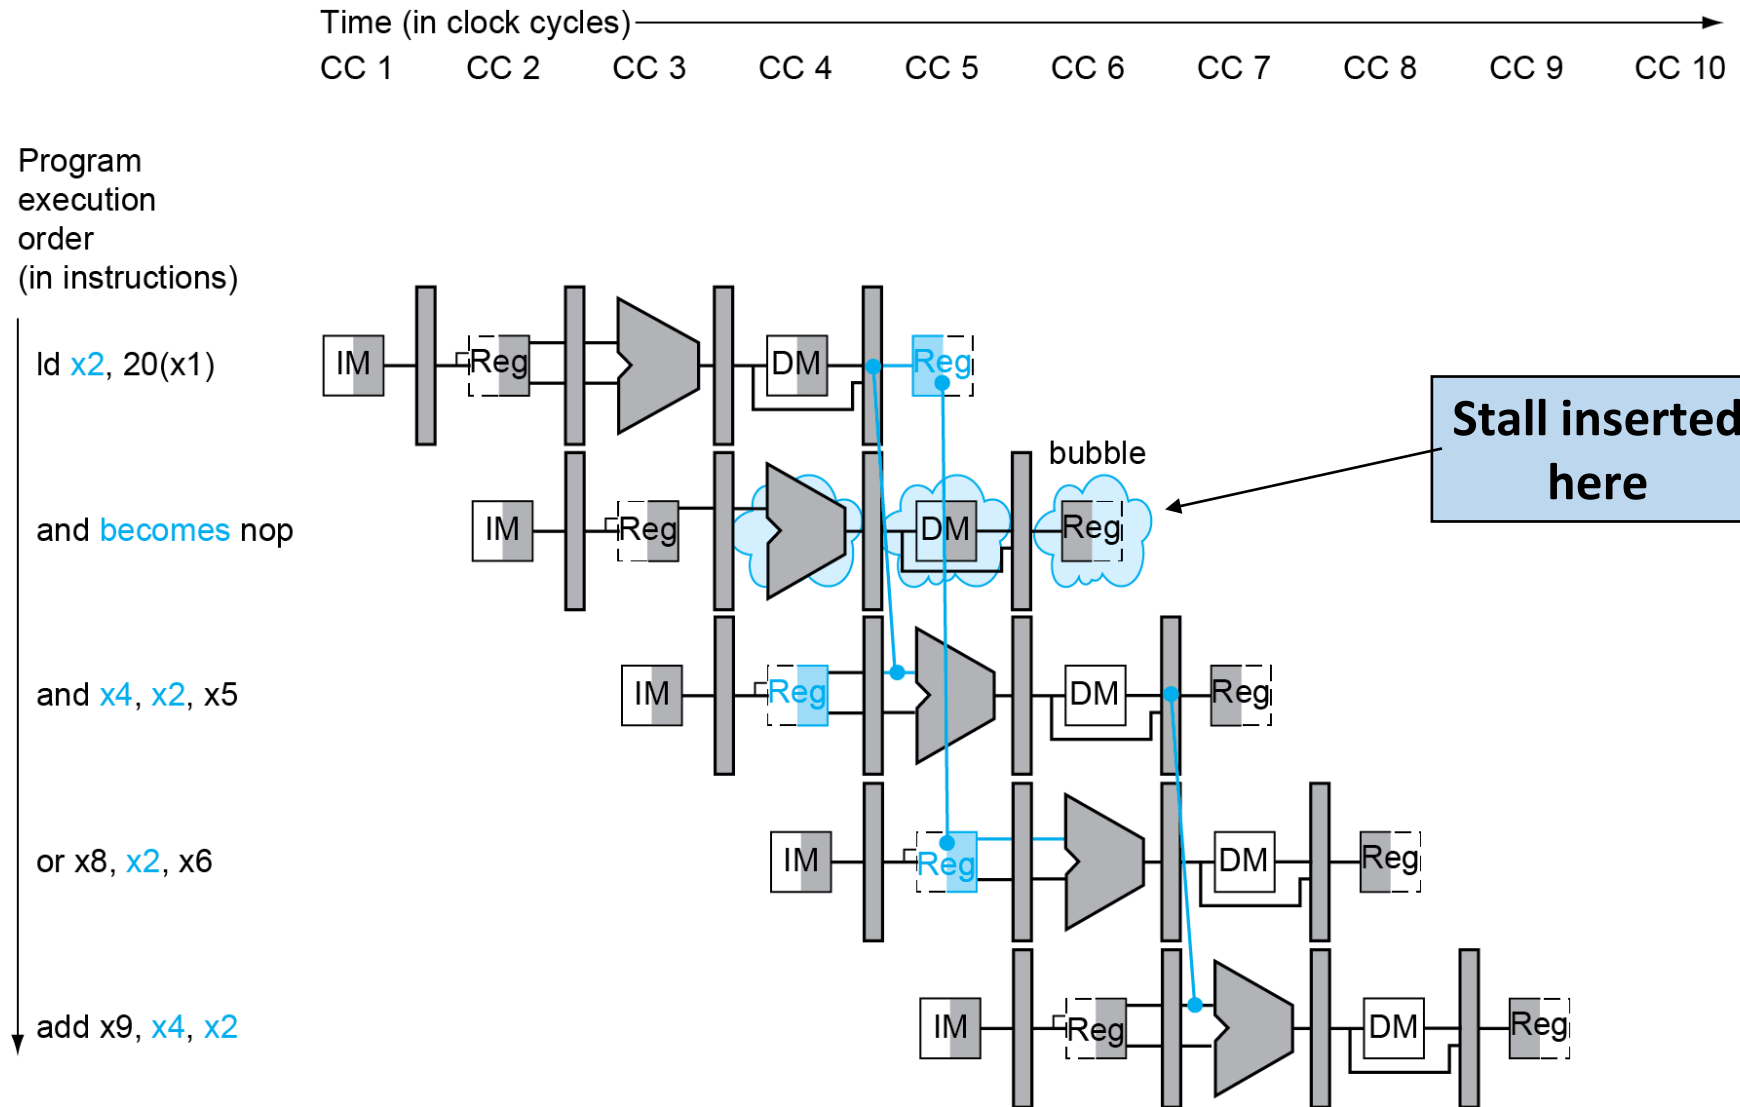 Time (in clock cycles)
CC 1 CC 2 CC 3 CC 4 CC 5 CC 6 CC 7 CC 8 CC 9 CC 10
Program
execution
order
(in instructions)
ld x2, 20(x1)
IM Reg DM Reg
Stall inserted
here
bubble
and becomes nop
IM Reg DM Reg
and x4, x2, x5
IM Reg DM Reg
or x8, x2, x6
IM Reg DM Reg
add x9, x4, x2
IM Reg DM Reg